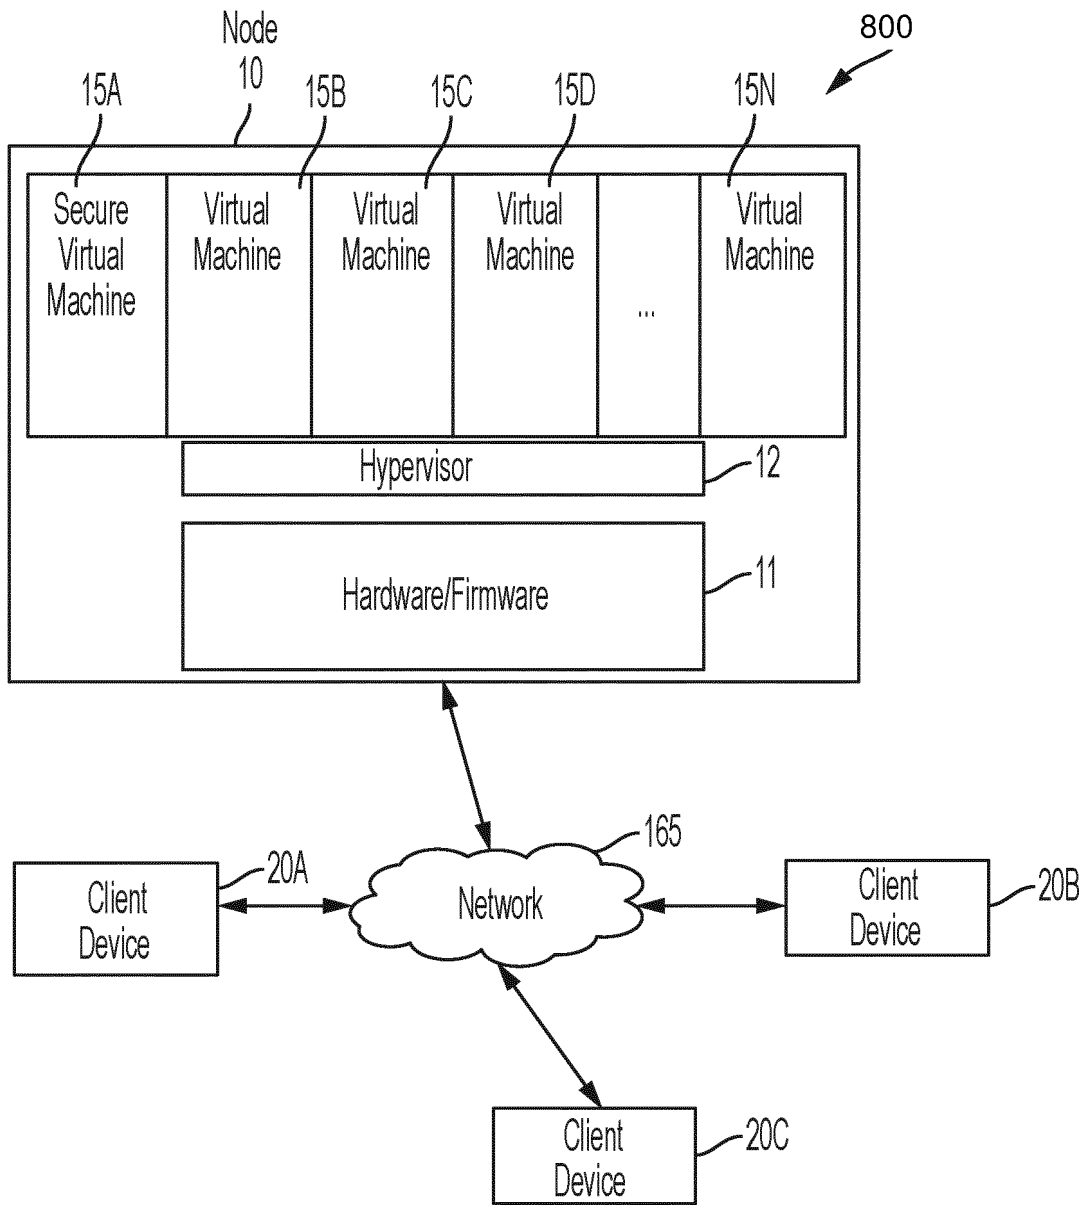 Node
10
800
15A
15B
15C
15D
15N
Secure
Virtual
Machine
Virtual
Machine
Virtual
Machine
Virtual
Machine
...
Virtual
Machine
Hypervisor
12
Hardware/Firmware
11
165
Network
20A
Client
Device
Client
Device
20B
Client
Device
20C